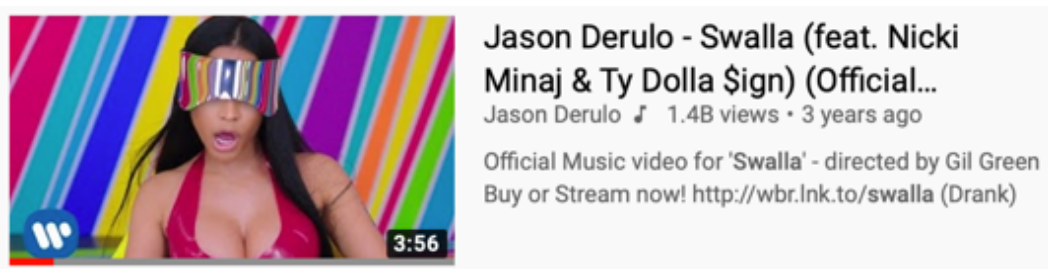 Jason Derulo - Swalla (feat. Nicki
Minaj & Ty Dolla $ign) (Official...
Jason Derulo ♪ 1.4B views • 3 years ago
Official Music video for 'Swalla' - directed by Gil Green
Buy or Stream now! http://wbr.lnk.to/swalla (Drank)
3:56